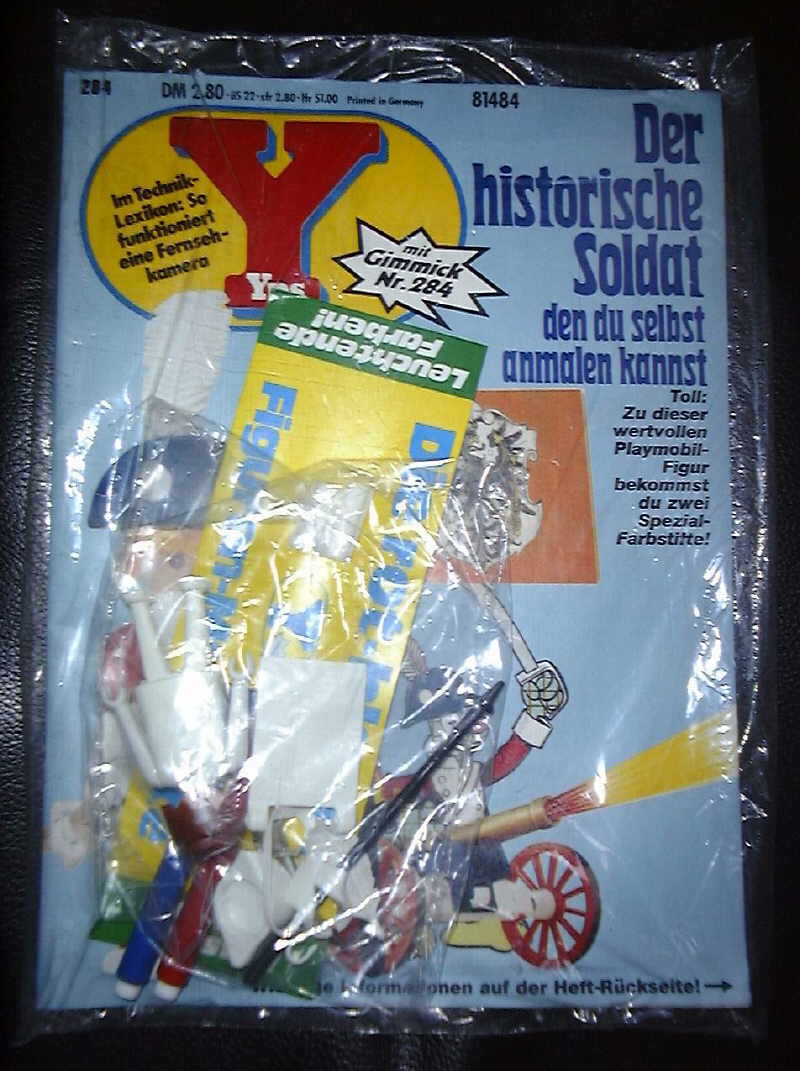 284
DM 2.80 · öS 22 · sfr 2.80 · lfr 51.00 Printed in Germany
81484
Im Technik-
Lexikon: So
funktioniert
eine Fernseh-
kamera
Y
Yps
mit
Gimmick
Nr. 284
Der
historische
Soldat
den du selbst
anmalen kannst
Toll:
Zu dieser
wertvollen
Playmobil-
Figur
bekommst
du zwei
Spezial-
Farbstifte!
Leuchtende
Farben!
Informationen auf der Heft-Rückseite!